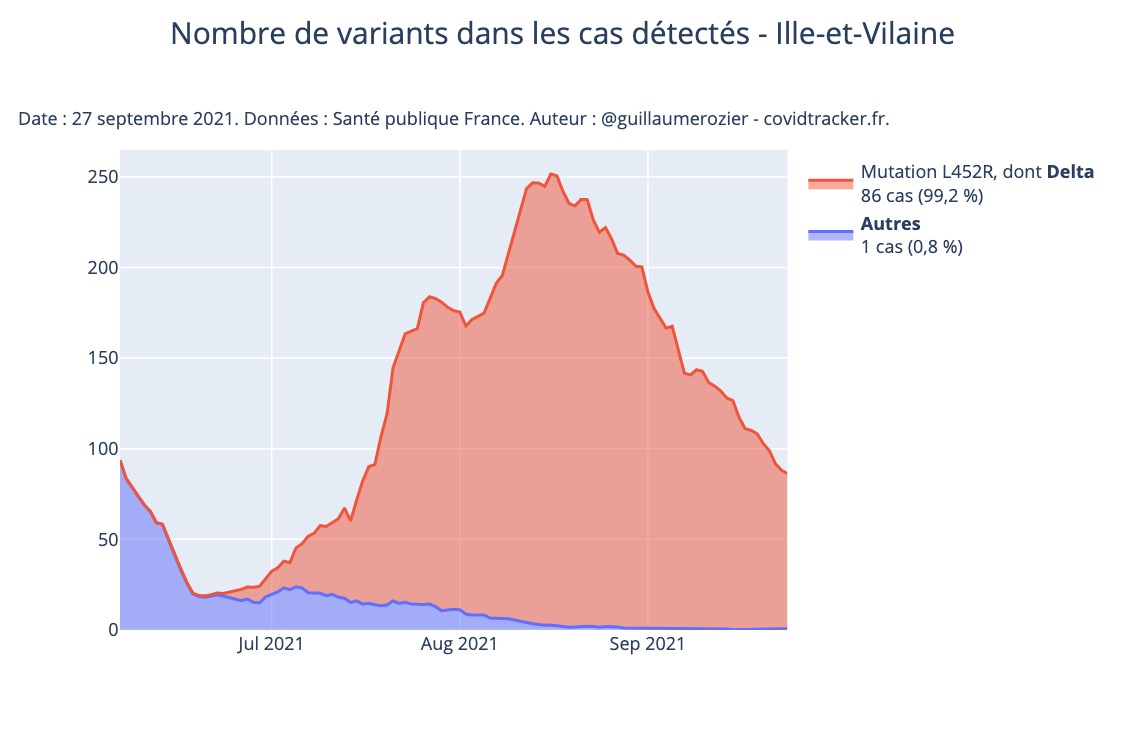 Nombre de variants dans les cas détectés - Ille-et-Vilaine
Date : 27 septembre 2021. Données : Santé publique France. Auteur : @guillaumerozier - covidtracker.fr.
Mutation L452R, dont Delta
86 cas (99,2 %)
Autres
1 cas (0,8 %)
250
200
150
100
50
0
Jul 2021
Aug 2021
Sep 2021